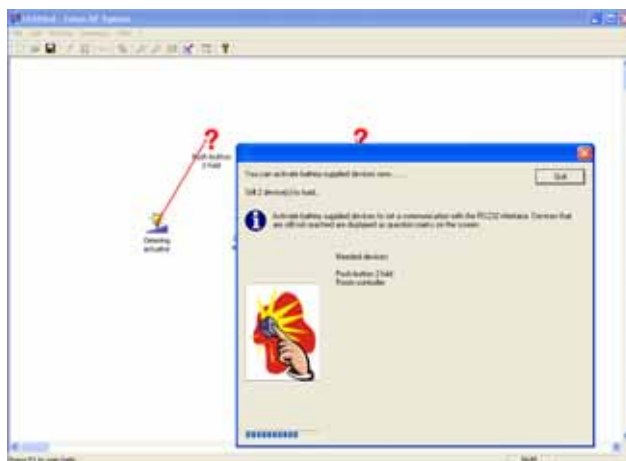 ?
?
Push-button
2 fold
Dimming
actuator
You can activate battery supplied devices now......
Quit
Still 2 device(s) to load...
Activate battery supplied devices to let a communication with the RS232 interface. Devices that
are still not reached are displayed as question marks on the screen.
Needed devices:
Push-button 2 fold
Room controller